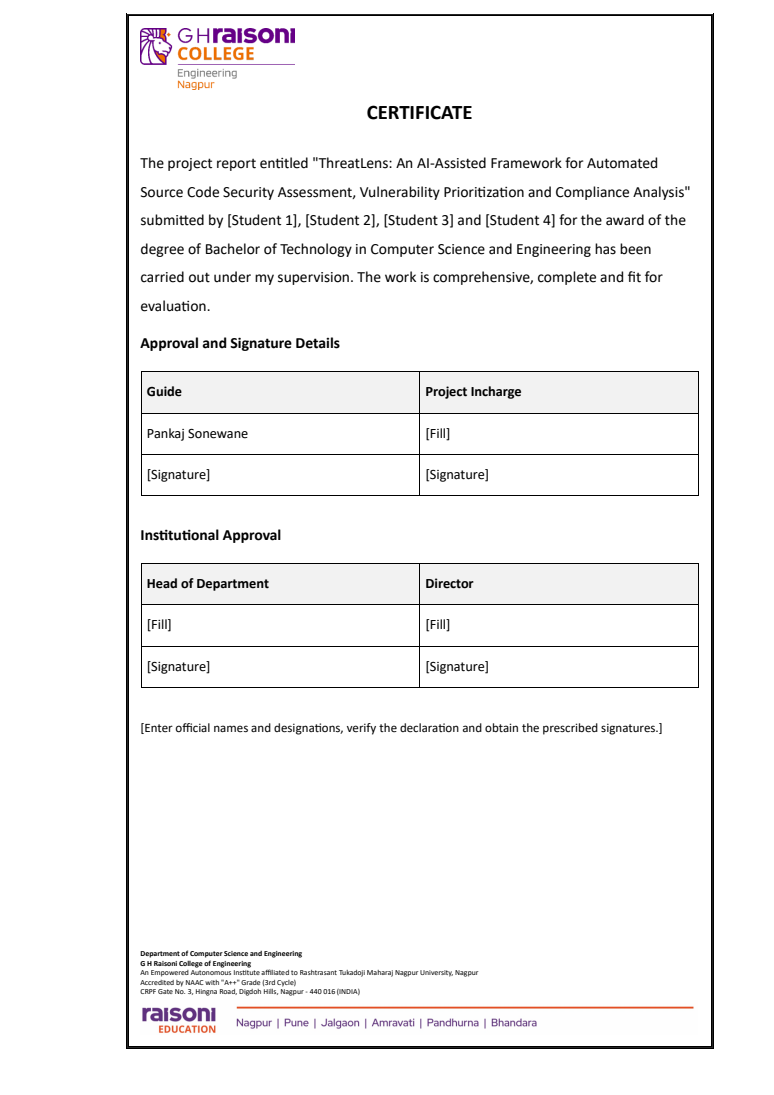 GHraisoni
COLLEGE
Engineering
Nagpur
CERTIFICATE
The project report entitled "ThreatLens: An AI-Assisted Framework for Automated
Source Code Security Assessment, Vulnerability Prioritization and Compliance Analysis"
submitted by [Student 1], [Student 2], [Student 3] and [Student 4] for the award of the
degree of Bachelor of Technology in Computer Science and Engineering has been
carried out under my supervision. The work is comprehensive, complete and fit for
evaluation.
Approval and Signature Details
Guide Project Incharge
Pankaj Sonewane [Fill]
[Signature] [Signature]
Institutional Approval
Head of Department Director
[Fill] [Fill]
[Signature] [Signature]
[Enter official names and designations, verify the declaration and obtain the prescribed signatures.]
Department of Computer Science and Engineering
G H Raisoni College of Engineering
An Empowered Autonomous Institute affiliated to Rashtrasant Tukadoji Maharaj Nagpur University, Nagpur
Accredited by NAAC with "A++" Grade (3rd Cycle)
CRPF Gate No. 3, Hingna Road, Digdoh Hills, Nagpur - 440 016 (INDIA)
raisoni
EDUCATION
Nagpur | Pune | Jalgaon | Amravati | Pandhurna | Bhandara